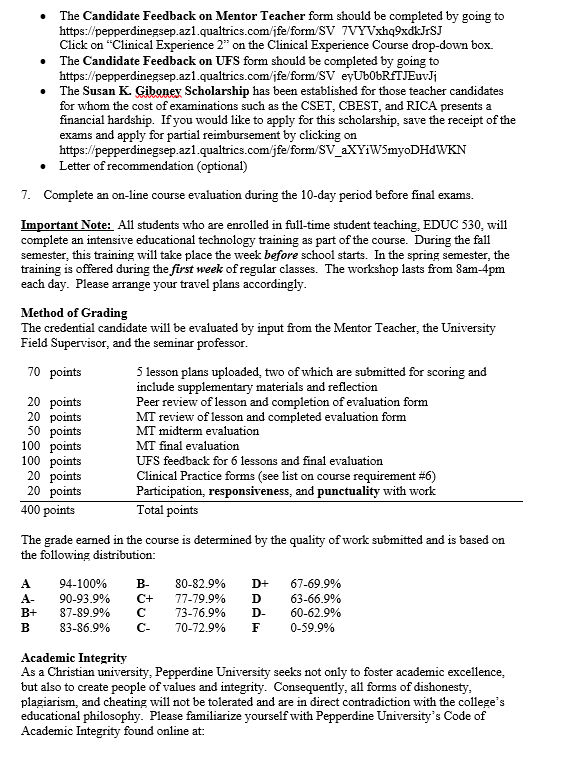 • The Candidate Feedback on Mentor Teacher form should be completed by going to
https://pepperdinegsep.az1.qualtrics.com/jfe/form/SV_7VYVxhq9xdkJrSJ
Click on “Clinical Experience 2” on the Clinical Experience Course drop-down box.
• The Candidate Feedback on UFS form should be completed by going to
https://pepperdinegsep.az1.qualtrics.com/jfe/form/SV_eyUb0bRfTJEuvJj
• The Susan K. Giboney Scholarship has been established for those teacher candidates
for whom the cost of examinations such as the CSET, CBEST, and RICA presents a
financial hardship. If you would like to apply for this scholarship, save the receipt of the
exams and apply for partial reimbursement by clicking on
https://pepperdinegsep.az1.qualtrics.com/jfe/form/SV_aXYiW5myoDHdWKN
• Letter of recommendation (optional)
7. Complete an on-line course evaluation during the 10-day period before final exams.
Important Note: All students who are enrolled in full-time student teaching, EDUC 530, will
complete an intensive educational technology training as part of the course. During the fall
semester, this training will take place the week before school starts. In the spring semester, the
training is offered during the first week of regular classes. The workshop lasts from 8am-4pm
each day. Please arrange your travel plans accordingly.
Method of Grading
The credential candidate will be evaluated by input from the Mentor Teacher, the University
Field Supervisor, and the seminar professor.
70 points 5 lesson plans uploaded, two of which are submitted for scoring and
include supplementary materials and reflection
20 points Peer review of lesson and completion of evaluation form
20 points MT review of lesson and completed evaluation form
50 points MT midterm evaluation
100 points MT final evaluation
100 points UFS feedback for 6 lessons and final evaluation
20 points Clinical Practice forms (see list on course requirement #6)
20 points Participation, responsiveness, and punctuality with work
400 points Total points
The grade earned in the course is determined by the quality of work submitted and is based on
the following distribution:
A 94-100% B- 80-82.9% D+ 67-69.9%
A- 90-93.9% C+ 77-79.9% D 63-66.9%
B+ 87-89.9% C 73-76.9% D- 60-62.9%
B 83-86.9% C- 70-72.9% F 0-59.9%
Academic Integrity
As a Christian university, Pepperdine University seeks not only to foster academic excellence,
but also to create people of values and integrity. Consequently, all forms of dishonesty,
plagiarism, and cheating will not be tolerated and are in direct contradiction with the college’s
educational philosophy. Please familiarize yourself with Pepperdine University’s Code of
Academic Integrity found online at: